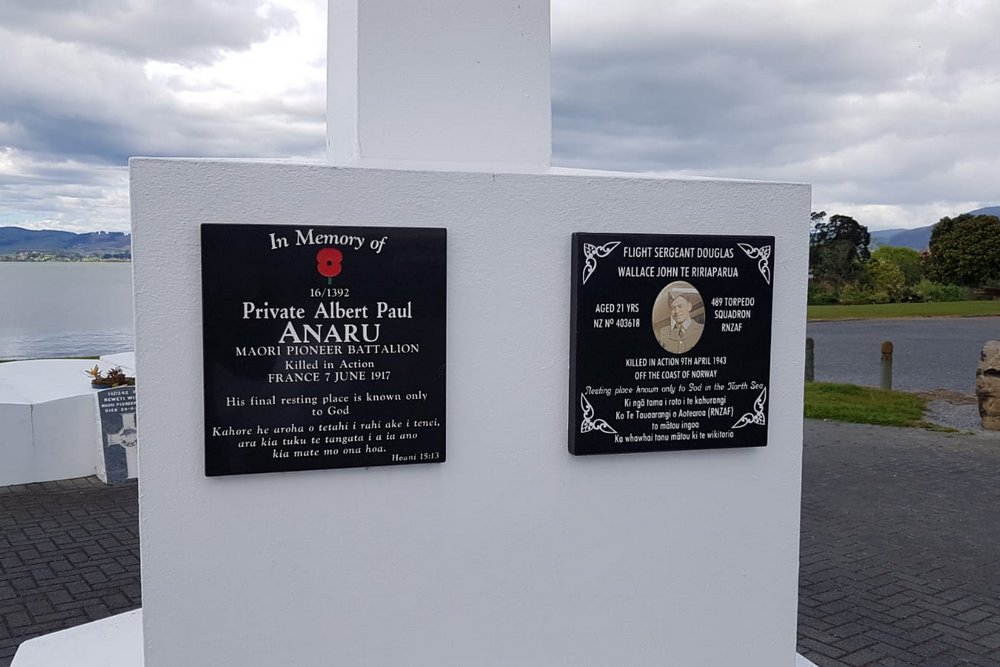 In Memory of
16/1392
Private Albert Paul
ANARU
MAORI PIONEER BATTALION
Killed in Action
FRANCE 7 JUNE 1917
His final resting place is known only
to God
Kahore he aroha o tetahi i rahi ake i tenci,
ara kia tuku te tangata i a ia ano
kia mate mo ona hoa.
Hoani 15:13
FLIGHT SERGEANT DOUGLAS
WALLACE JOHN TE RIRIAPARUA
AGED 21 YRS
NZ Nº 403618
489 TORPEDO
SQUADRON
RNZAF
KILLED IN ACTION 9TH APRIL 1943
OFF THE COAST OF NORWAY
Resting place known only to God in the North Sea
Ki ngā tama i roto i te kahurangi
Ko Te Tauaarangi o Aotearoa (RNZAF)
to mātou ingoa
Ka whawhai tonu mātou ki te wikitoria
REWETI
MAORI PIONEER
DIED